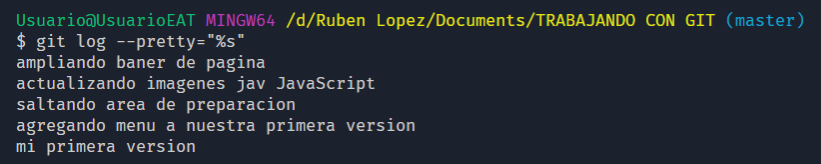 Usuario@UsuarioEAT MINGW64 /d/Ruben Lopez/Documents/TRABAJANDO CON GIT (master)
$ git log --pretty="%s"
ampliando baner de pagina
actualizando imagenes jav JavaScript
saltando area de preparacion
agregando menu a nuestra primera version
mi primera version